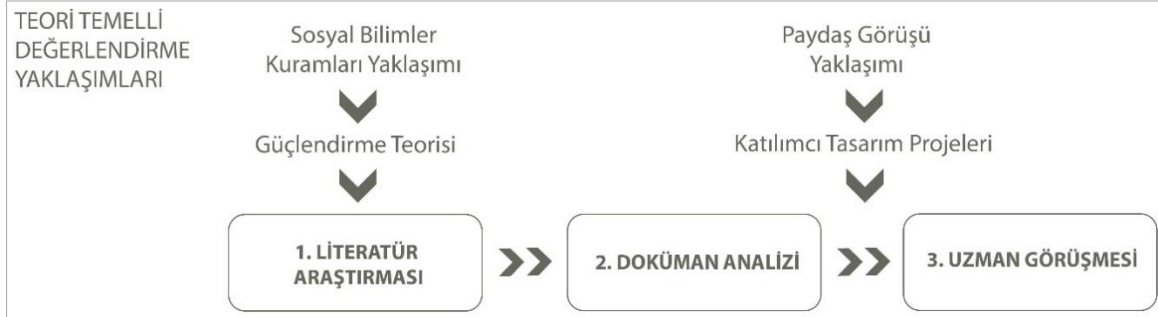 TEORİ TEMELLİ
DEĞERLENDİRME
YAKLAŞIMLARI
Sosyal Bilimler
Kuramları Yaklaşımı
Güçlendirme Teorisi
Paydaş Görüşü
Yaklaşımı
Katılımcı Tasarım Projeleri
1. LİTERATÜR
ARAŞTIRMASI
2. DOKÜMAN ANALİZİ
3. UZMAN GÖRÜŞMESİ